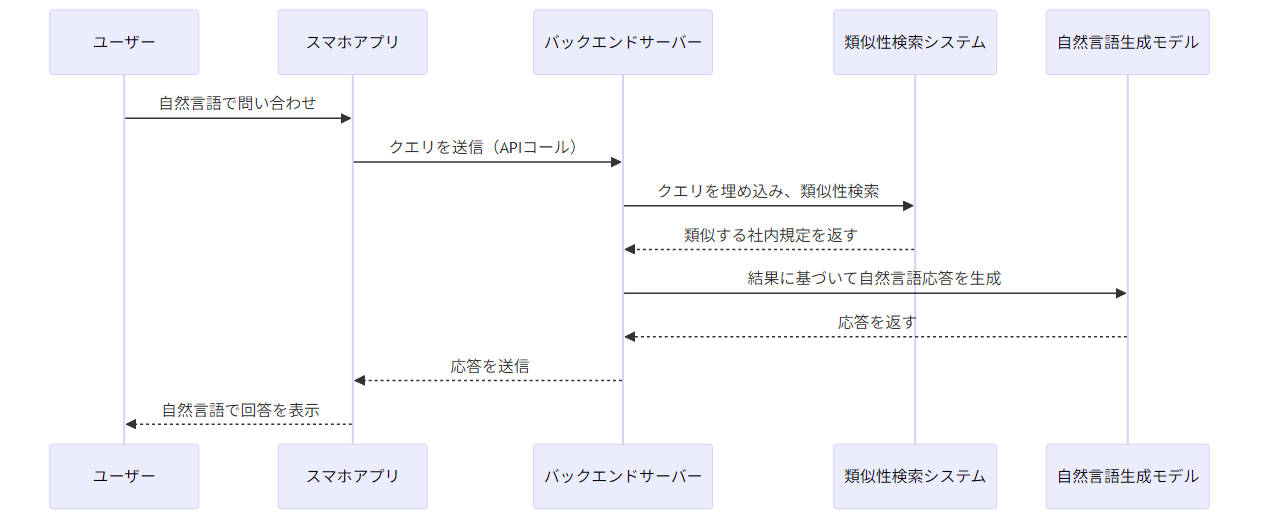 ユーザー
スマホアプリ
バックエンドサーバー
類似性検索システム
自然言語生成モデル
自然言語で問い合わせ
クエリを送信（APIコール）
クエリを埋め込み、類似性検索
類似する社内規定を返す
結果に基づいて自然言語応答を生成
応答を返す
応答を送信
自然言語で回答を表示
ユーザー
スマホアプリ
バックエンドサーバー
類似性検索システム
自然言語生成モデル